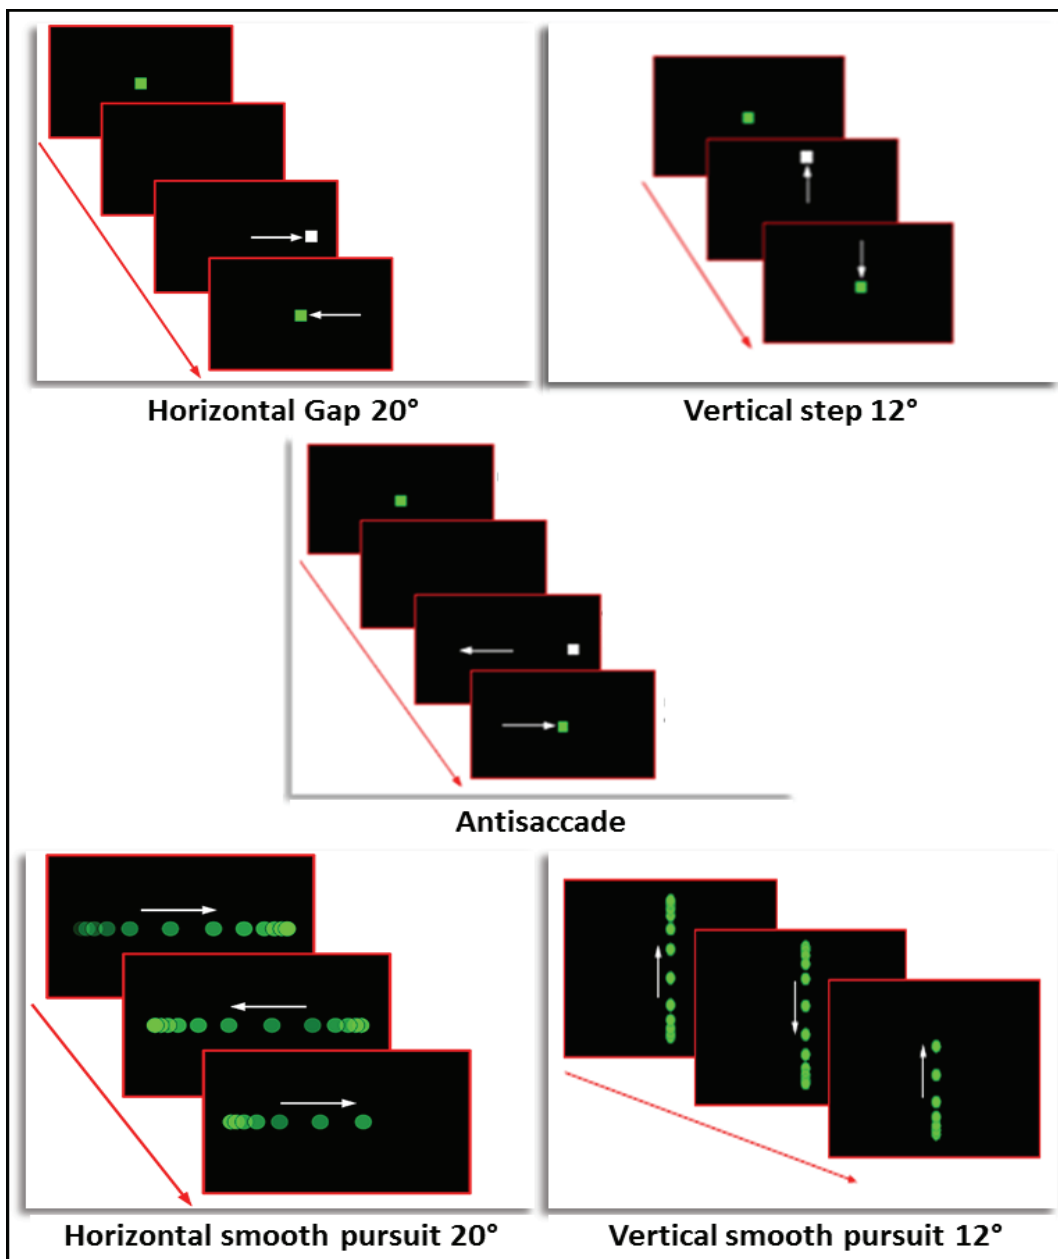 Horizontal Gap 20°
Vertical step 12°
Antisaccade
Horizontal smooth pursuit 20°
Vertical smooth pursuit 12°